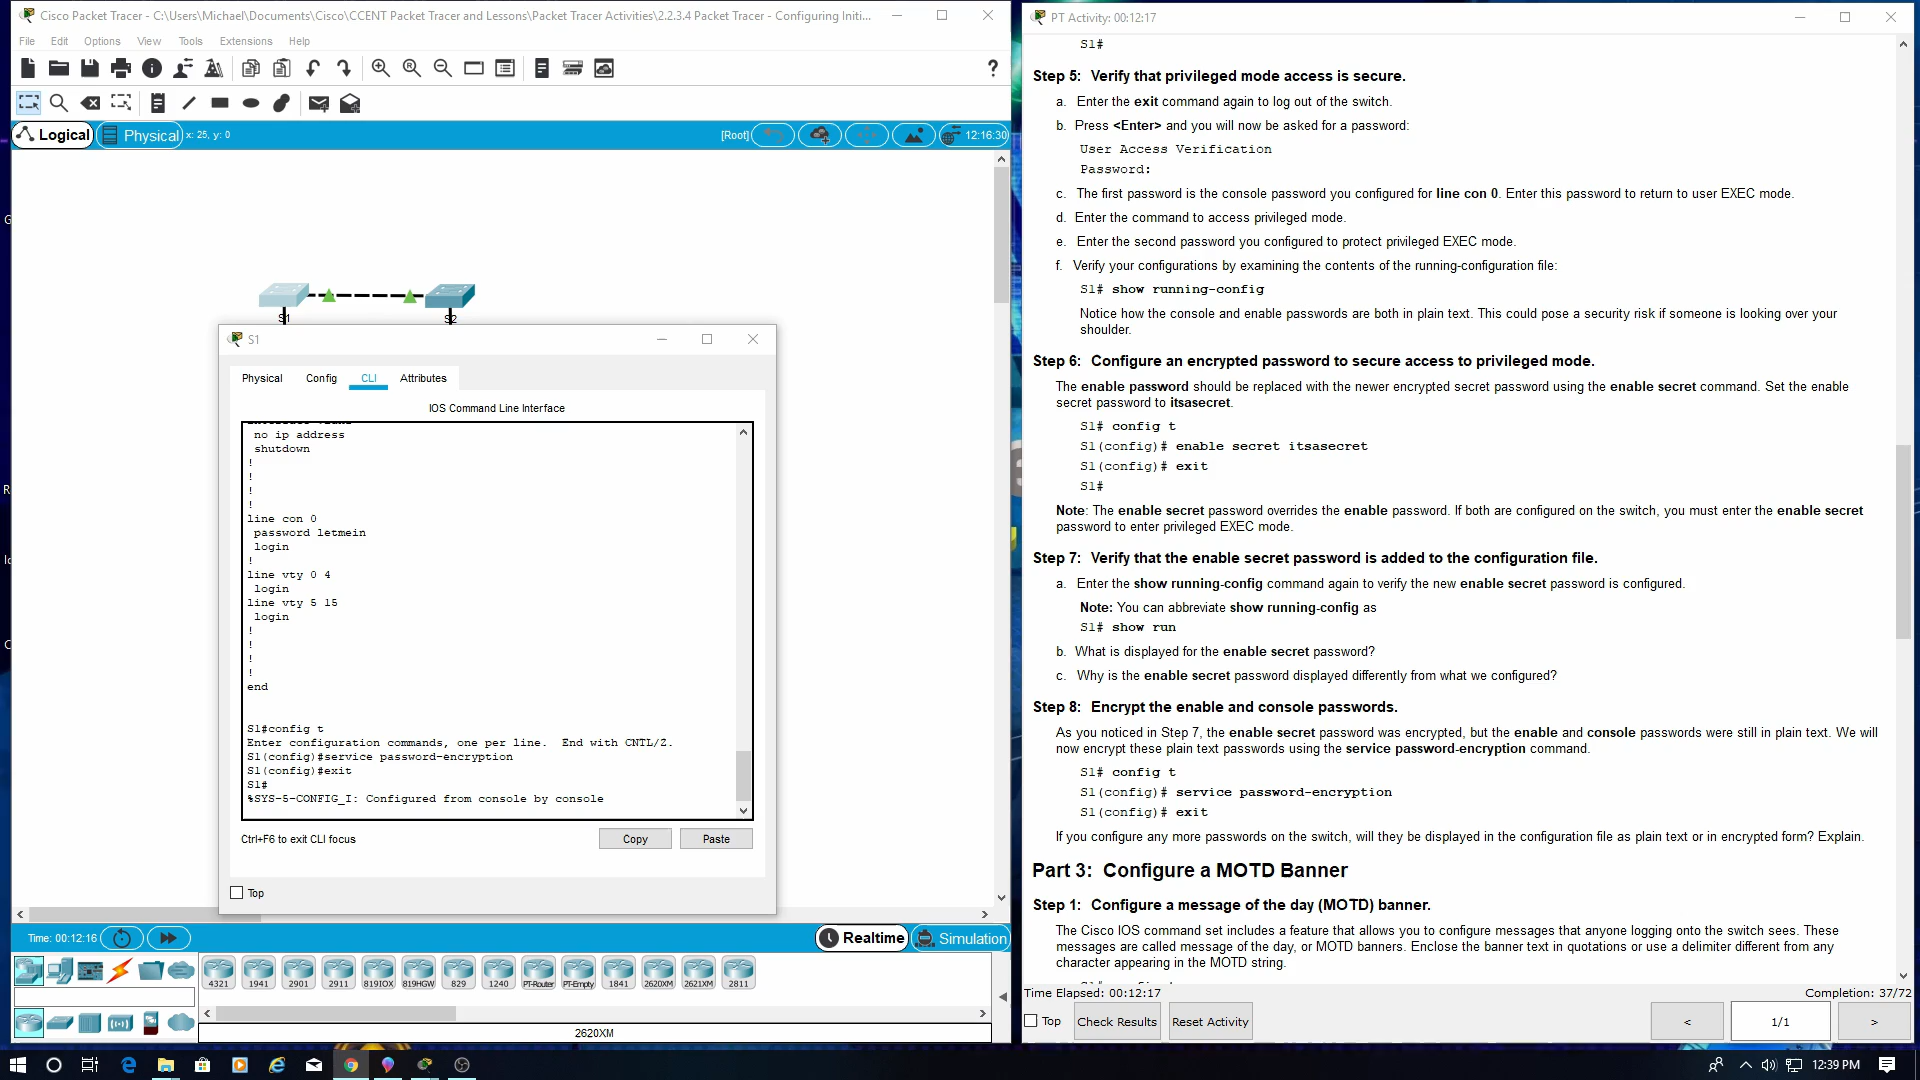 Cisco Packet Tracer - C:\Users\Michael\Documents\Cisco\CCENT Packet Tracer and Lessons\Packet Tracer Activities\2.2.3.4 Packet Tracer - Configuring Initi...
File Edit Options View Tools Extensions Help
Logical
Physical
x: 25, y: 0
[Root]
12:16:30
S1
S2
S1
Physical Config CLI Attributes
IOS Command Line Interface
no ip address
shutdown
!
!
!
!
line con 0
password letmein
login
!
line vty 0 4
login
line vty 5 15
login
!
!
!
!
end
S1#config t
Enter configuration commands, one per line. End with CNTL/Z.
S1(config)#service password-encryption
S1(config)#exit
S1#
%SYS-5-CONFIG_I: Configured from console by console
Ctrl+F6 to exit CLI focus
Copy
Paste
Top
Time: 00:12:16
Realtime
Simulation
4321 1941 2901 2911 819IOX 819HGW 829 1240 PT-Router PT-Empty 1841 2620XM 2621XM 2811
2620XM
PT Activity: 00:12:17
S1#
Step 5: Verify that privileged mode access is secure.
a. Enter the exit command again to log out of the switch.
b. Press <Enter> and you will now be asked for a password:
User Access Verification
Password:
c. The first password is the console password you configured for line con 0. Enter this password to return to user EXEC mode.
d. Enter the command to access privileged mode.
e. Enter the second password you configured to protect privileged EXEC mode.
f. Verify your configurations by examining the contents of the running-configuration file:
S1# show running-config
Notice how the console and enable passwords are both in plain text. This could pose a security risk if someone is looking over your
shoulder.
Step 6: Configure an encrypted password to secure access to privileged mode.
The enable password should be replaced with the newer encrypted secret password using the enable secret command. Set the enable
secret password to itsasecret.
S1# config t
S1(config)# enable secret itsasecret
S1(config)# exit
S1#
Note: The enable secret password overrides the enable password. If both are configured on the switch, you must enter the enable secret
password to enter privileged EXEC mode.
Step 7: Verify that the enable secret password is added to the configuration file.
a. Enter the show running-config command again to verify the new enable secret password is configured.
Note: You can abbreviate show running-config as
S1# show run
b. What is displayed for the enable secret password?
c. Why is the enable secret password displayed differently from what we configured?
Step 8: Encrypt the enable and console passwords.
As you noticed in Step 7, the enable secret password was encrypted, but the enable and console passwords were still in plain text. We will
now encrypt these plain text passwords using the service password-encryption command.
S1# config t
S1(config)# service password-encryption
S1(config)# exit
If you configure any more passwords on the switch, will they be displayed in the configuration file as plain text or in encrypted form? Explain.
Part 3: Configure a MOTD Banner
Step 1: Configure a message of the day (MOTD) banner.
The Cisco IOS command set includes a feature that allows you to configure messages that anyone logging onto the switch sees. These
messages are called message of the day, or MOTD banners. Enclose the banner text in quotations or use a delimiter different from any
character appearing in the MOTD string.
Time Elapsed: 00:12:17
Completion: 37/72
Top
Check Results
Reset Activity
<
1/1
>
12:39 PM